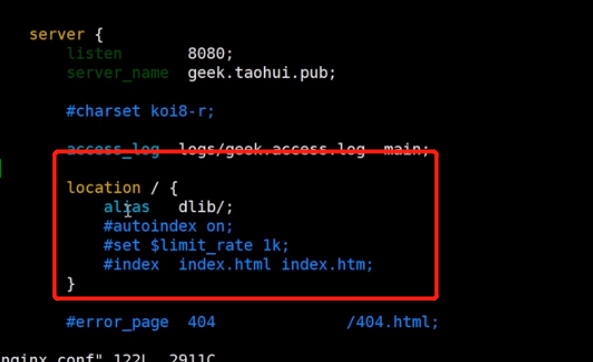 server {
listen 8080;
server_name geek.taohui.pub;
#charset koi8-r;
access_log logs/geek.access.log main;
location / {
alias dlib/;
#autoindex on;
#set $limit_rate 1k;
#index index.html index.htm;
}
#error_page 404 /404.html;
nginx.conf" 122L, 2911C